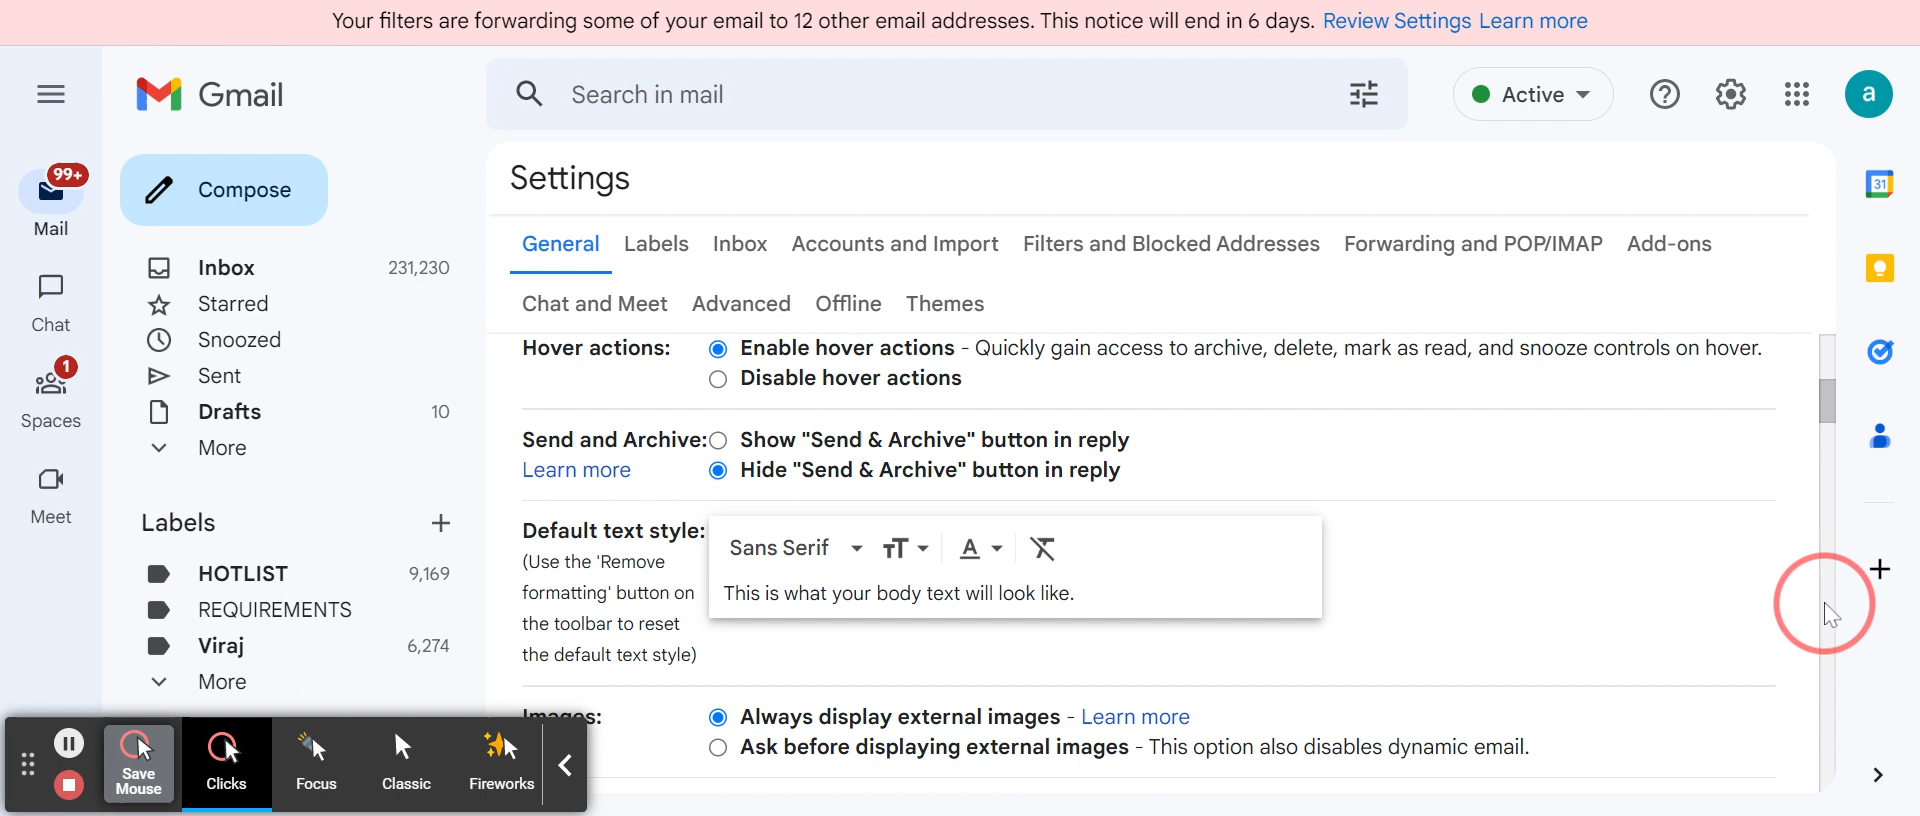 Your filters are forwarding some of your email to 12 other email addresses. This notice will end in 6 days. Review Settings Learn more
Gmail
Search in mail
Active
a
99+
Mail
Chat
1
Spaces
Meet
Compose
Inbox 231,230
Starred
Snoozed
Sent
Drafts 10
More
Labels
HOTLIST 9,169
REQUIREMENTS
Viraj 6,274
More
Settings
General Labels Inbox Accounts and Import Filters and Blocked Addresses Forwarding and POP/IMAP Add-ons
Chat and Meet Advanced Offline Themes
Hover actions: Enable hover actions - Quickly gain access to archive, delete, mark as read, and snooze controls on hover.
Disable hover actions
Send and Archive: Show "Send & Archive" button in reply
Learn more Hide "Send & Archive" button in reply
Default text style:
(Use the 'Remove
formatting' button on
the toolbar to reset
the default text style)
Sans Serif
This is what your body text will look like.
Images: Always display external images - Learn more
Ask before displaying external images - This option also disables dynamic email.
31
Save
Mouse
Clicks
Focus
Classic
Fireworks